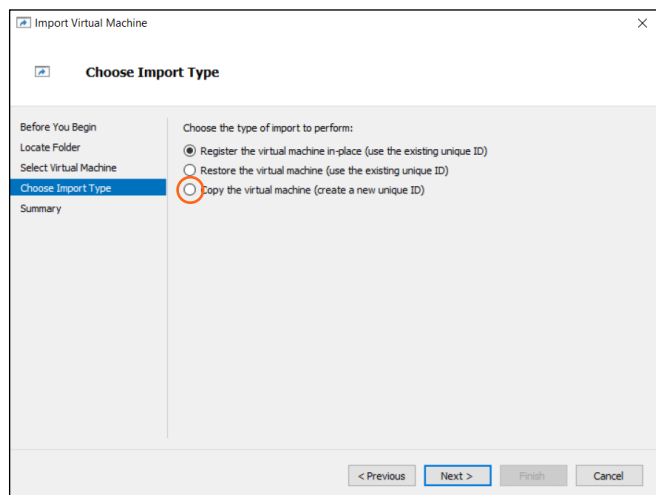 Import Virtual Machine
Choose Import Type
Before You Begin
Locate Folder
Select Virtual Machine
Choose Import Type
Summary
Choose the type of import to perform:
Register the virtual machine in-place (use the existing unique ID)
Restore the virtual machine (use the existing unique ID)
Copy the virtual machine (create a new unique ID)
< Previous Next > Finish Cancel